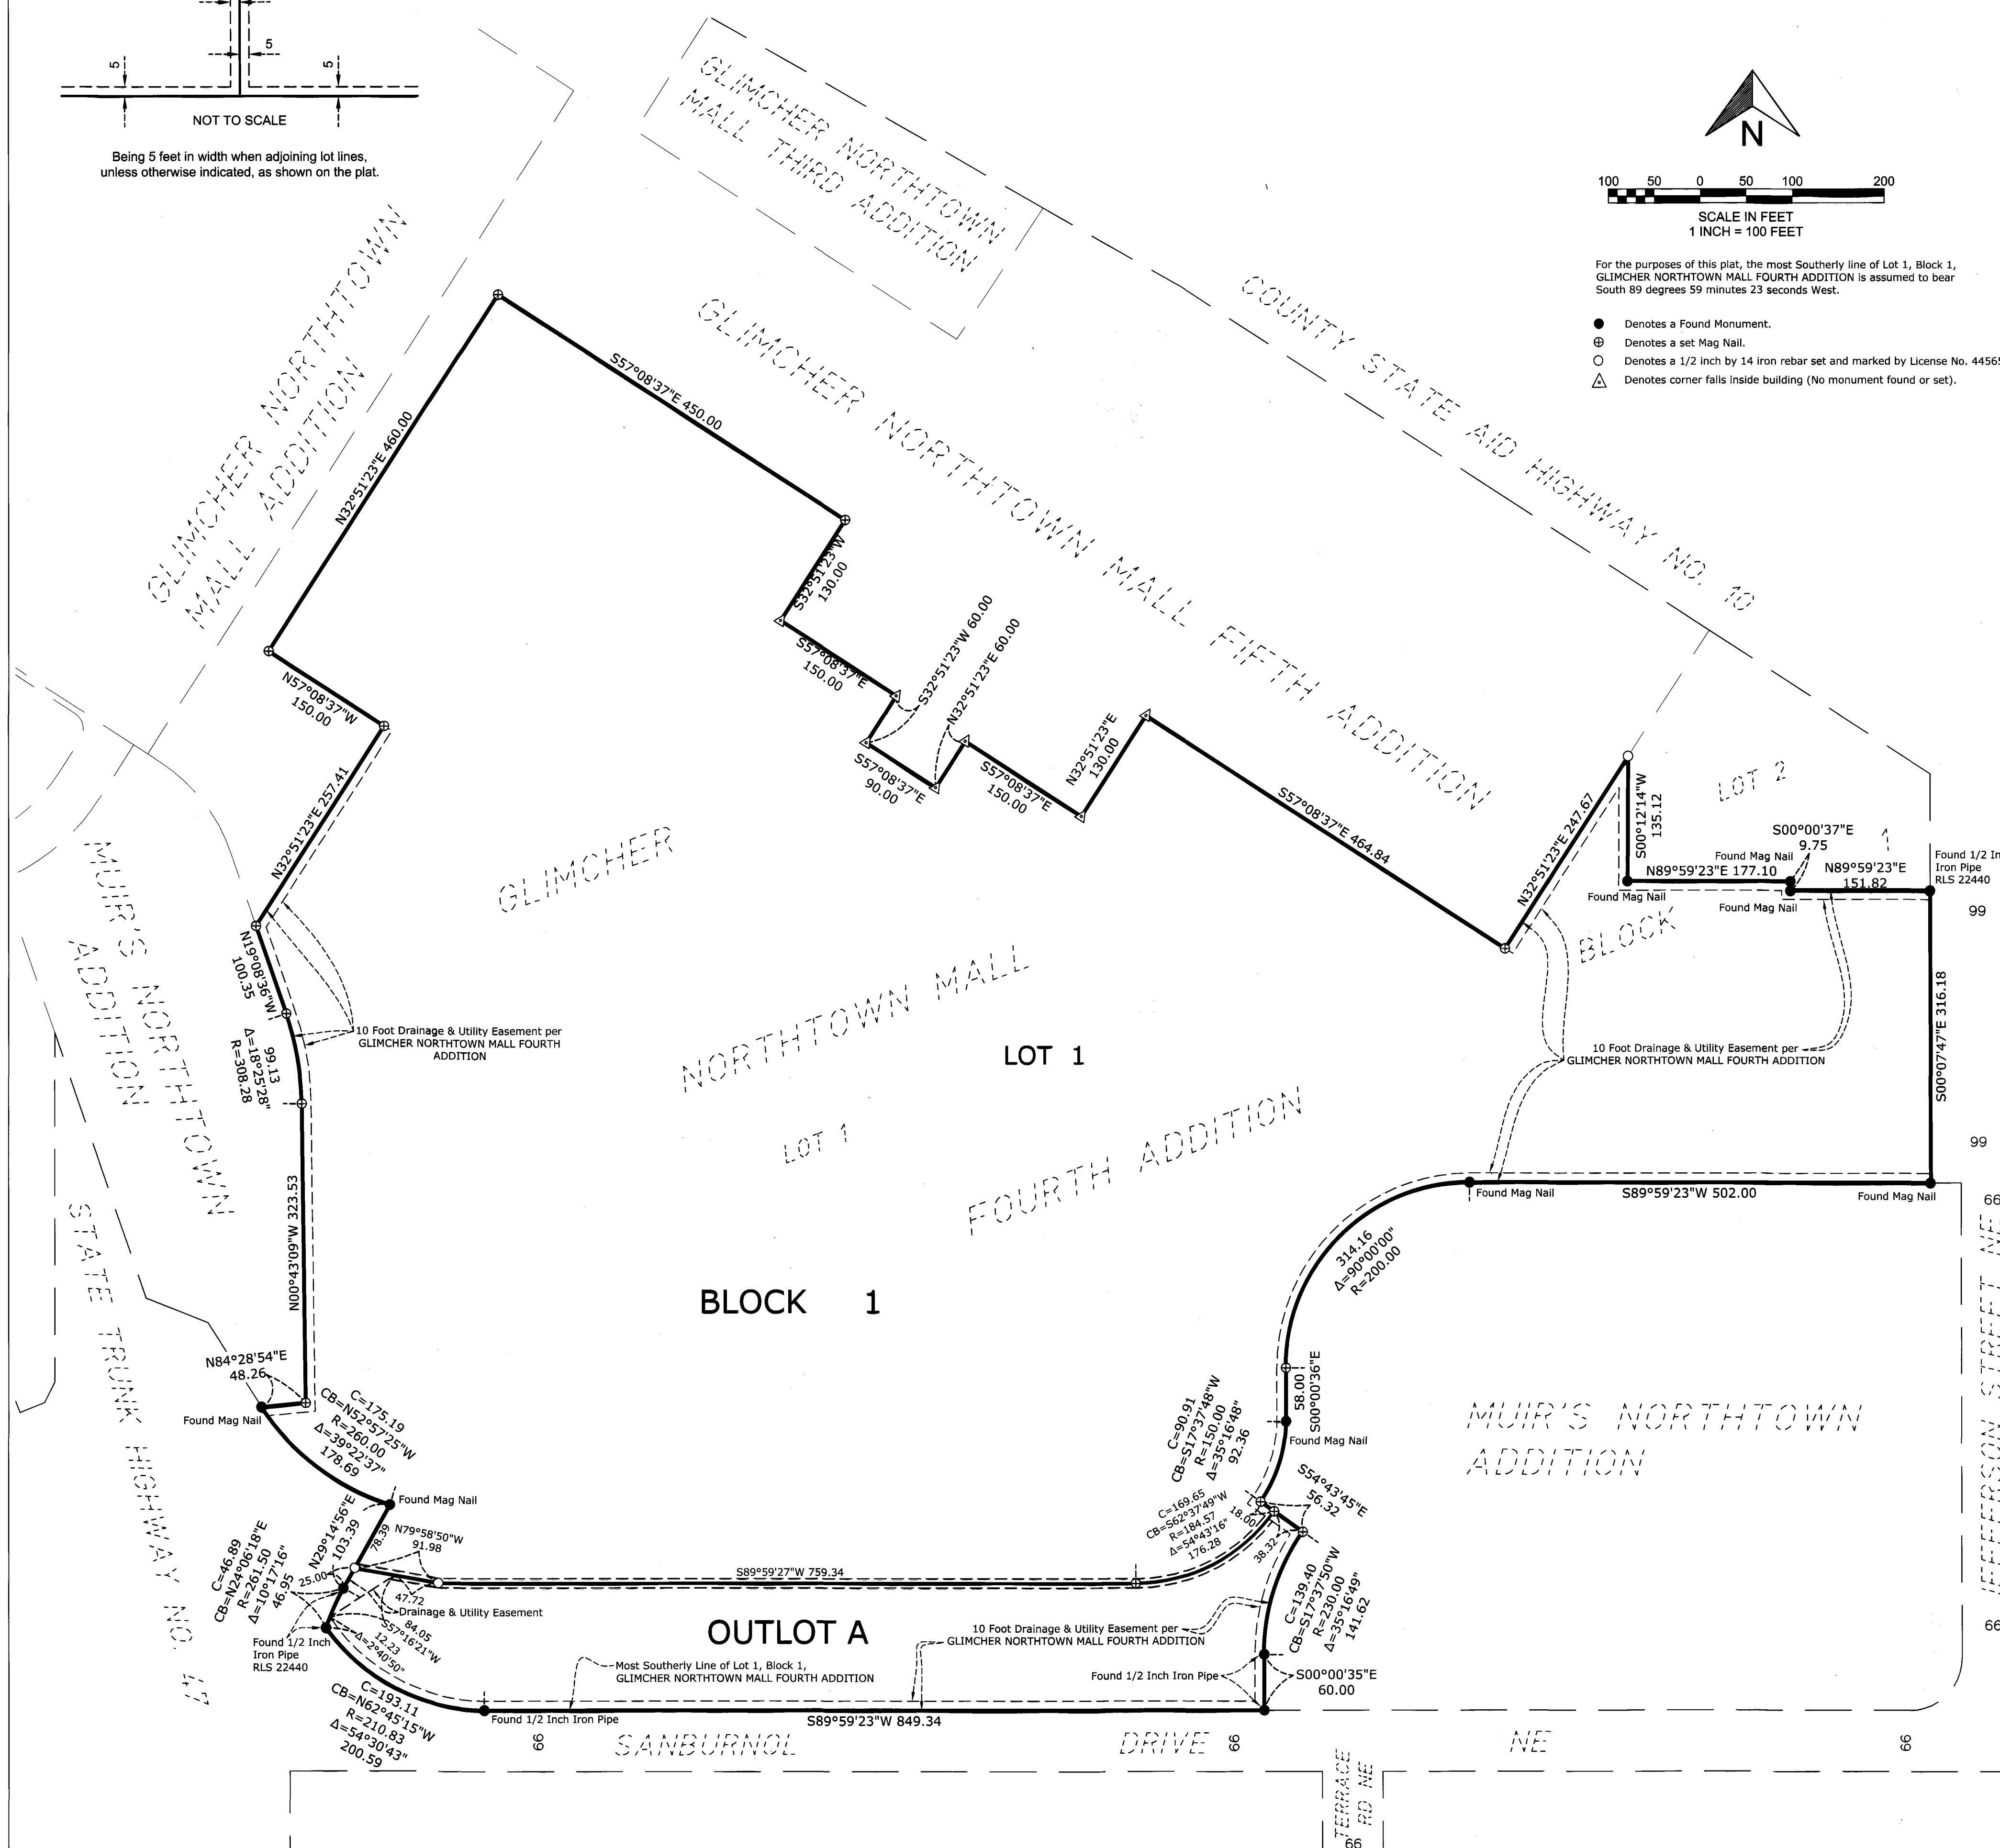 5
5
5
NOT TO SCALE
Being 5 feet in width when adjoining lot lines,
unless otherwise indicated, as shown on the plat.
N
100 50 0 50 100 200
SCALE IN FEET
1 INCH = 100 FEET
For the purposes of this plat, the most Southerly line of Lot 1, Block 1,
GLIMCHER NORTHTOWN MALL FOURTH ADDITION is assumed to bear
South 89 degrees 59 minutes 23 seconds West.
Denotes a Found Monument.
Denotes a set Mag Nail.
Denotes a 1/2 inch by 14 iron rebar set and marked by License No. 44565
Denotes corner falls inside building (No monument found or set).
GLIMCHER NORTHTOWN
MALL THIRD ADDITION
GLIMCHER NORTHTOWN
MALL ADDITION
GLIMCHER NORTHTOWN MALL FIFTH ADDITION
COUNTY STATE AID HIGHWAY NO. 10
S57°08'37"E 450.00
N32°51'23"E 460.00
S32°51'23"W
130.00
S57°08'37"E
150.00
S32°51'23"W 60.00
N32°51'23"E 60.00
S57°08'37"E
90.00
S57°08'37"E
150.00
N32°51'23"E
130.00
S57°08'37"E 464.84
N32°51'23"E 247.67
S00°12'14"W
135.12
LOT 2
BLOCK 1
S00°00'37"E
9.75
Found Mag Nail
N89°59'23"E 177.10
N89°59'23"E
151.82
Found Mag Nail
Found Mag Nail
Found 1/2 In
Iron Pipe
RLS 22440
99
S00°07'47"E 316.18
99
N57°08'37"W
150.00
N32°51'23"E 257.41
N19°08'36"W
100.35
99.13
Δ=18°25'28"
R=308.28
10 Foot Drainage & Utility Easement per
GLIMCHER NORTHTOWN MALL FOURTH
ADDITION
GLIMCHER
NORTHTOWN MALL
LOT 1
LOT 1
FOURTH ADDITION
10 Foot Drainage & Utility Easement per
GLIMCHER NORTHTOWN MALL FOURTH ADDITION
MUIR'S NORTHTOWN
ADDITION
STATE TRUNK HIGHWAY NO. 47
N00°43'09"W 323.53
BLOCK 1
Found Mag Nail
S89°59'23"W 502.00
Found Mag Nail
66
314.16
Δ=90°00'00"
R=200.00
58.00
S00°00'36"E
Found Mag Nail
MUIR'S NORTHTOWN
ADDITION
JEFFERSON STREET NE
66
N84°28'54"E
48.26
Found Mag Nail
C=175.19
CB=N52°57'25"W
R=260.00
Δ=39°22'37"
178.69
Found Mag Nail
N29°14'56"E
103.39
78.39
25.00
N79°58'50"W
91.98
C=46.89
CB=N24°06'18"E
R=261.50
Δ=10°17'16"
46.95
Found 1/2 Inch
Iron Pipe
RLS 22440
47.72
Drainage & Utility Easement
84.05
S57°16'21"W
12.23
Δ=2°40'50"
C=90.91
CB=S17°37'48"W
R=150.00
Δ=35°16'48"
92.36
C=169.65
CB=S62°37'49"W
R=184.57
Δ=54°43'16"
176.28
18.00
38.32
S54°43'45"E
56.32
C=139.40
CB=S17°37'50"W
R=230.00
Δ=35°16'49"
141.62
S89°59'27"W 759.34
OUTLOT A
10 Foot Drainage & Utility Easement per
GLIMCHER NORTHTOWN MALL FOURTH ADDITION
Most Southerly Line of Lot 1, Block 1,
GLIMCHER NORTHTOWN MALL FOURTH ADDITION
Found 1/2 Inch Iron Pipe
S00°00'35"E
60.00
C=193.11
CB=N62°45'15"W
R=210.83
Δ=54°30'43"
200.59
Found 1/2 Inch Iron Pipe
S89°59'23"W 849.34
66
SANBURNOL DRIVE NE
66
66
TERRACE
RD NE
66